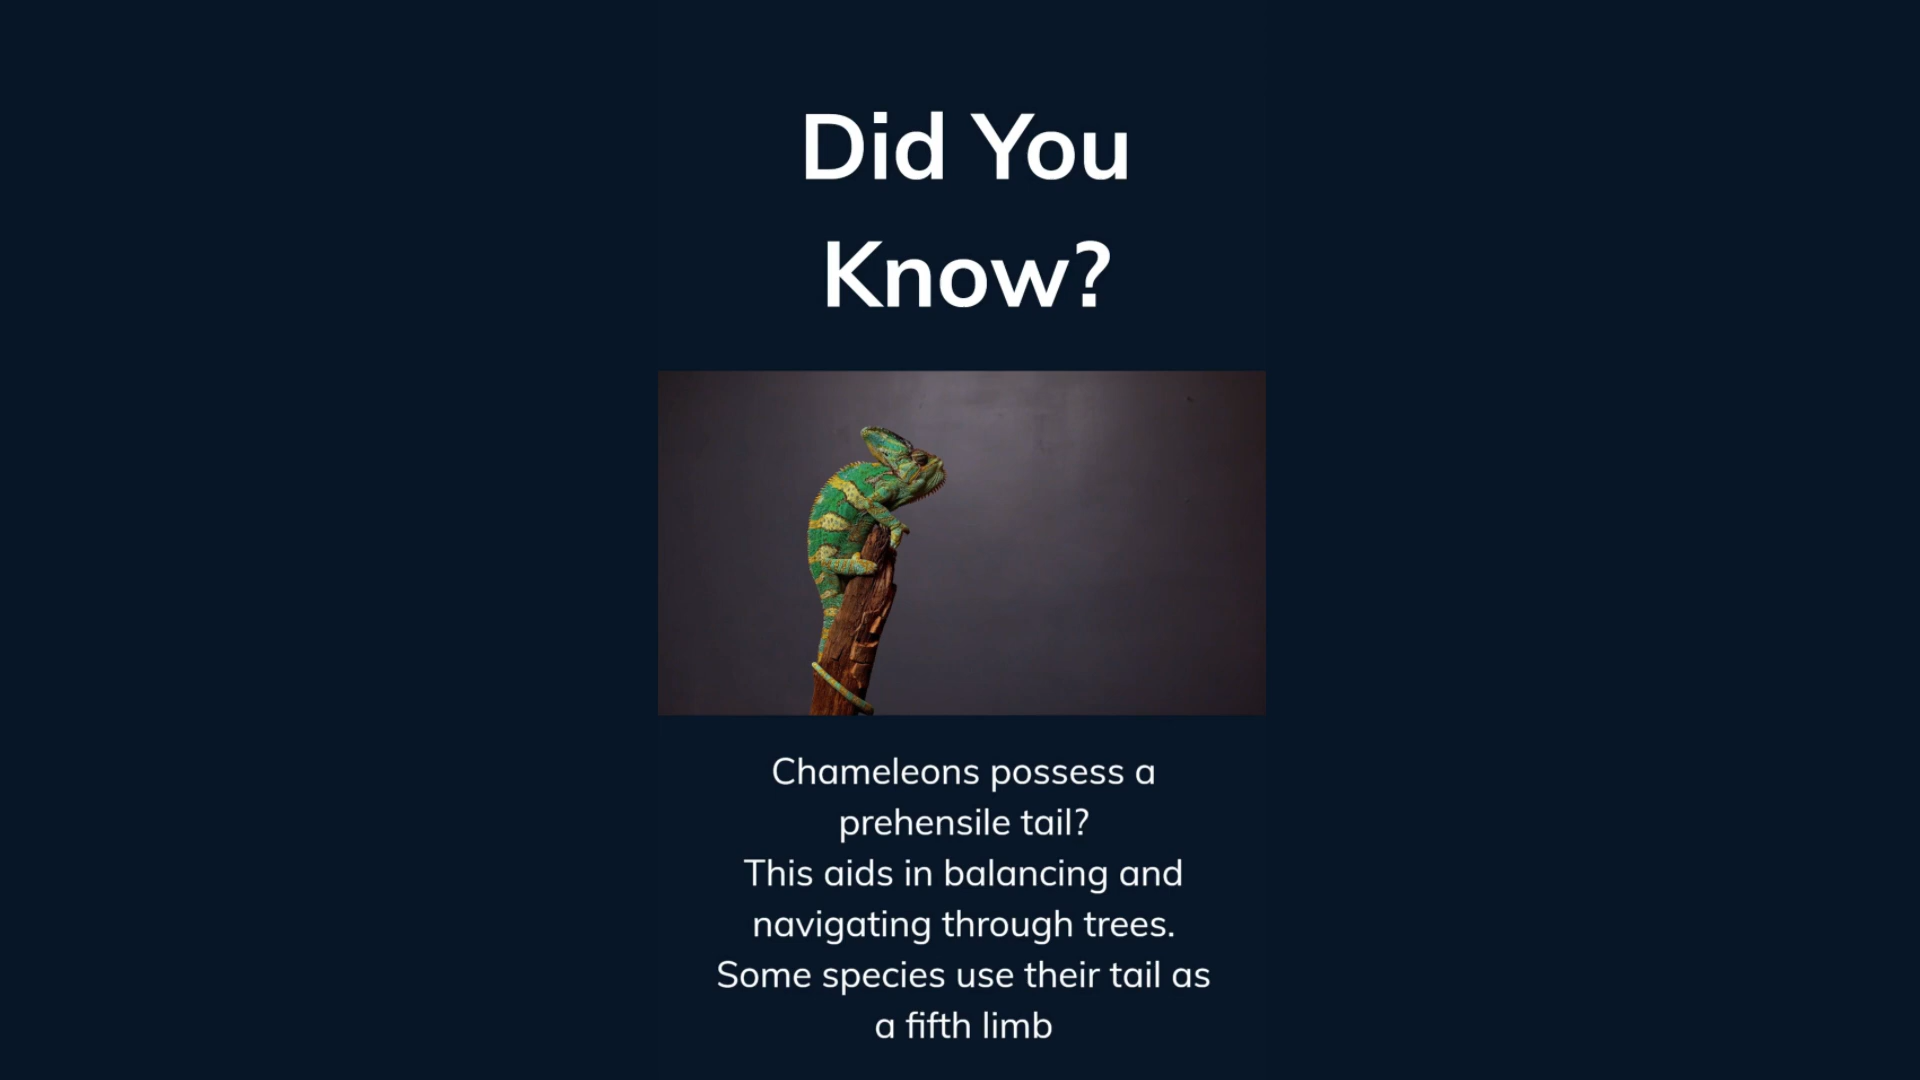 Did You
Know?
Chameleons possess a
prehensile tail?
This aids in balancing and
navigating through trees.
Some species use their tail as
a fifth limb